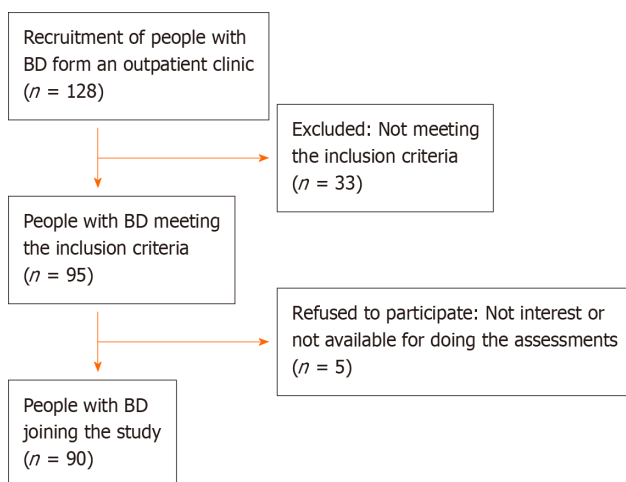 Recruitment of people with
BD form an outpatient clinic
(n = 128)
Excluded: Not meeting
the inclusion criteria
(n = 33)
People with BD meeting
the inclusion criteria
(n = 95)
Refused to participate: Not interest or
not available for doing the assessments
(n = 5)
People with BD
joining the study
(n = 90)